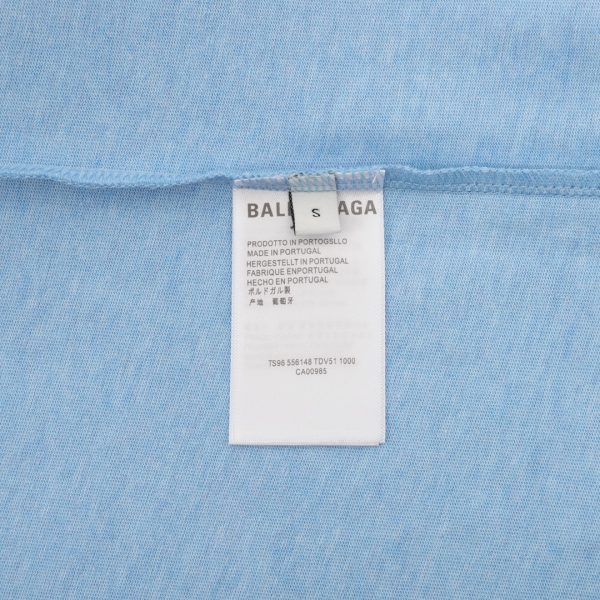 BALE AGA
S
PRODOTTO IN PORTOGSLLO
MADE IN PORTUGAL
HERGESTELLT IN PORTUGAL
FABRIQUE ENPORTUGAL
HECHO EN PORTUGAL
ポルドガル製
产地 葡萄牙
TS96 556148 TDV51 1000
CA00985